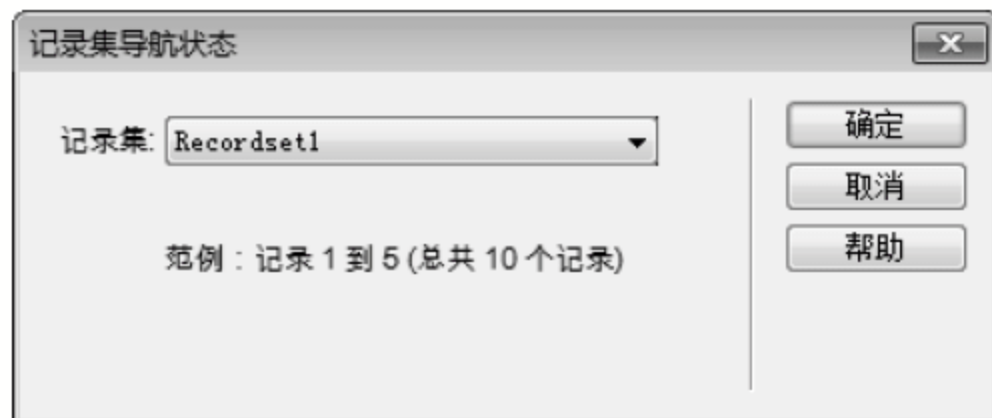 记录集导航状态
记录集: Recordset1
确定
取消
范例：记录 1 到 5 (总共 10 个记录)
帮助